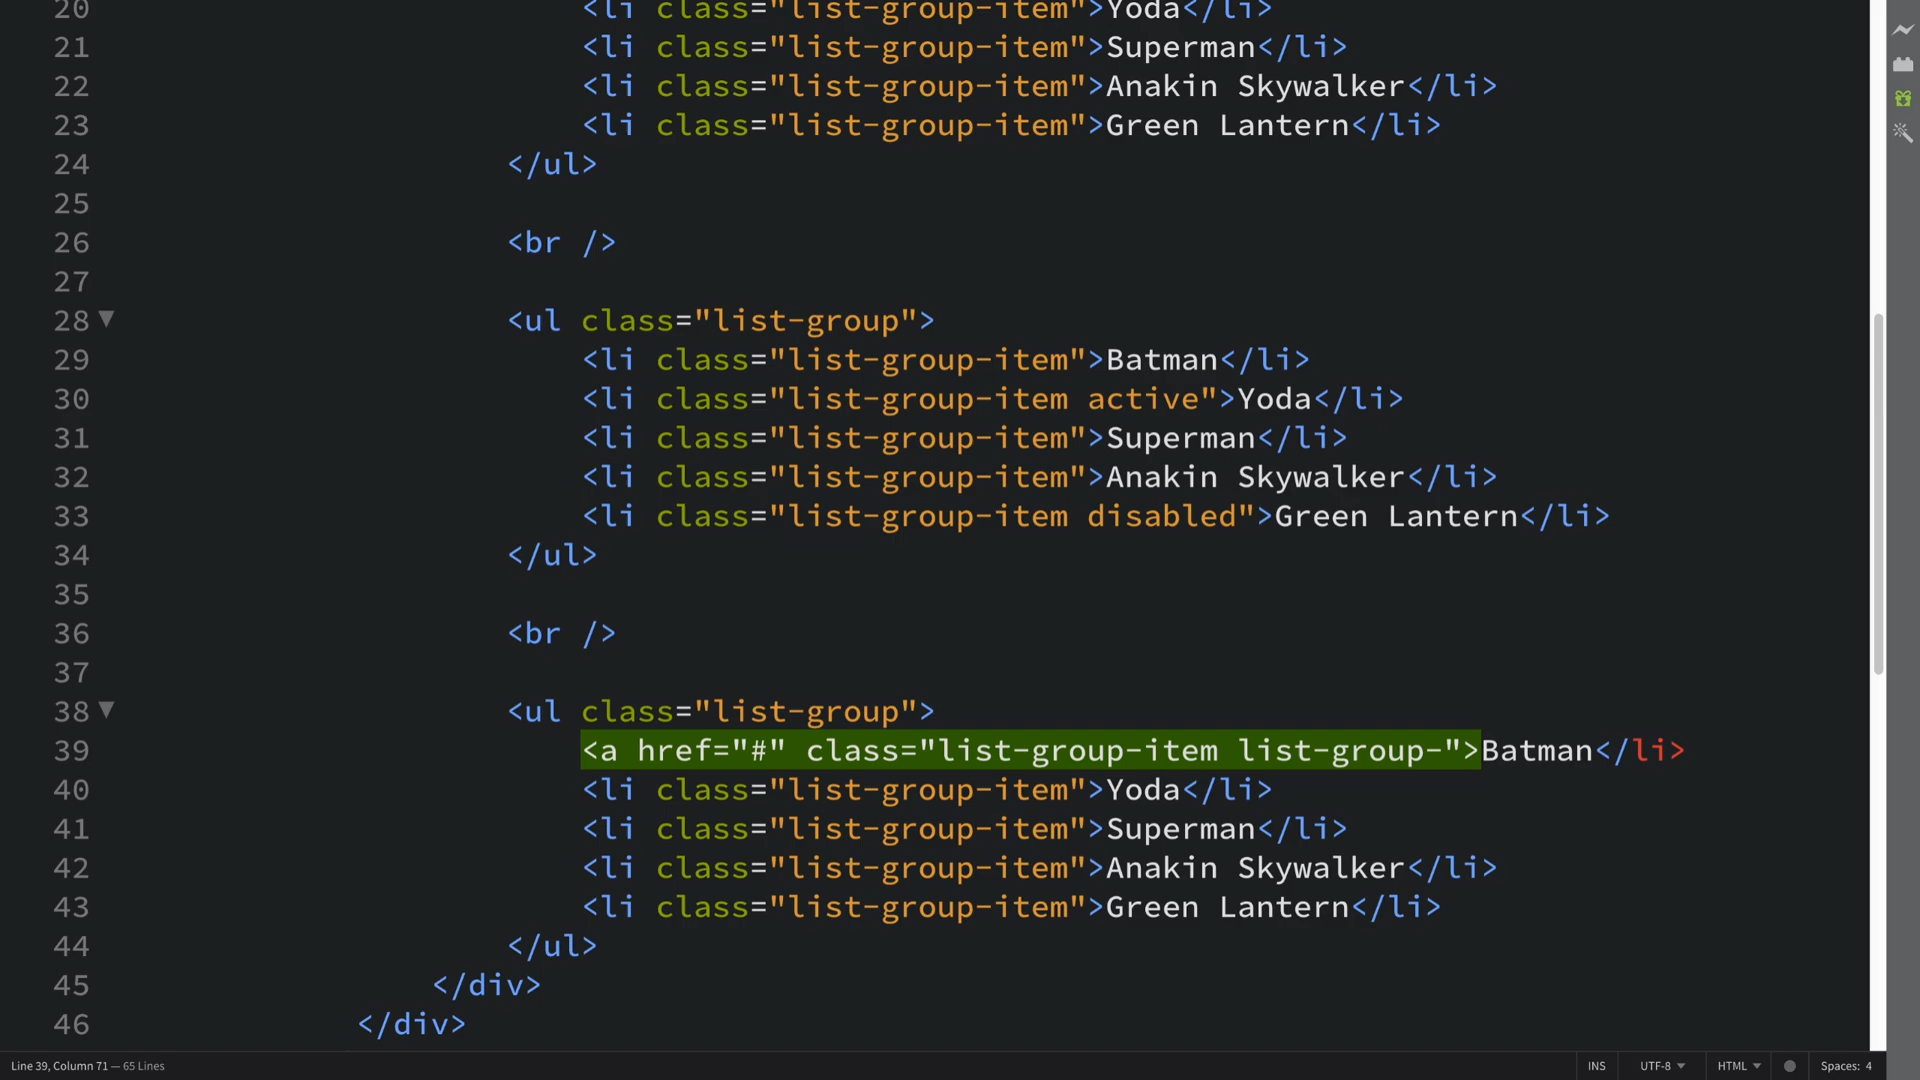 20 <li class="list-group-item">Yoda</li>
21 <li class="list-group-item">Superman</li>
22 <li class="list-group-item">Anakin Skywalker</li>
23 <li class="list-group-item">Green Lantern</li>
24 </ul>
25
26 <br />
27
28 <ul class="list-group">
29 <li class="list-group-item">Batman</li>
30 <li class="list-group-item active">Yoda</li>
31 <li class="list-group-item">Superman</li>
32 <li class="list-group-item">Anakin Skywalker</li>
33 <li class="list-group-item disabled">Green Lantern</li>
34 </ul>
35
36 <br />
37
38 <ul class="list-group">
39 <a href="#" class="list-group-item list-group-">Batman</li>
40 <li class="list-group-item">Yoda</li>
41 <li class="list-group-item">Superman</li>
42 <li class="list-group-item">Anakin Skywalker</li>
43 <li class="list-group-item">Green Lantern</li>
44 </ul>
45 </div>
46 </div>
Line 39, Column 71 — 65 Lines INS UTF-8 HTML Spaces: 4